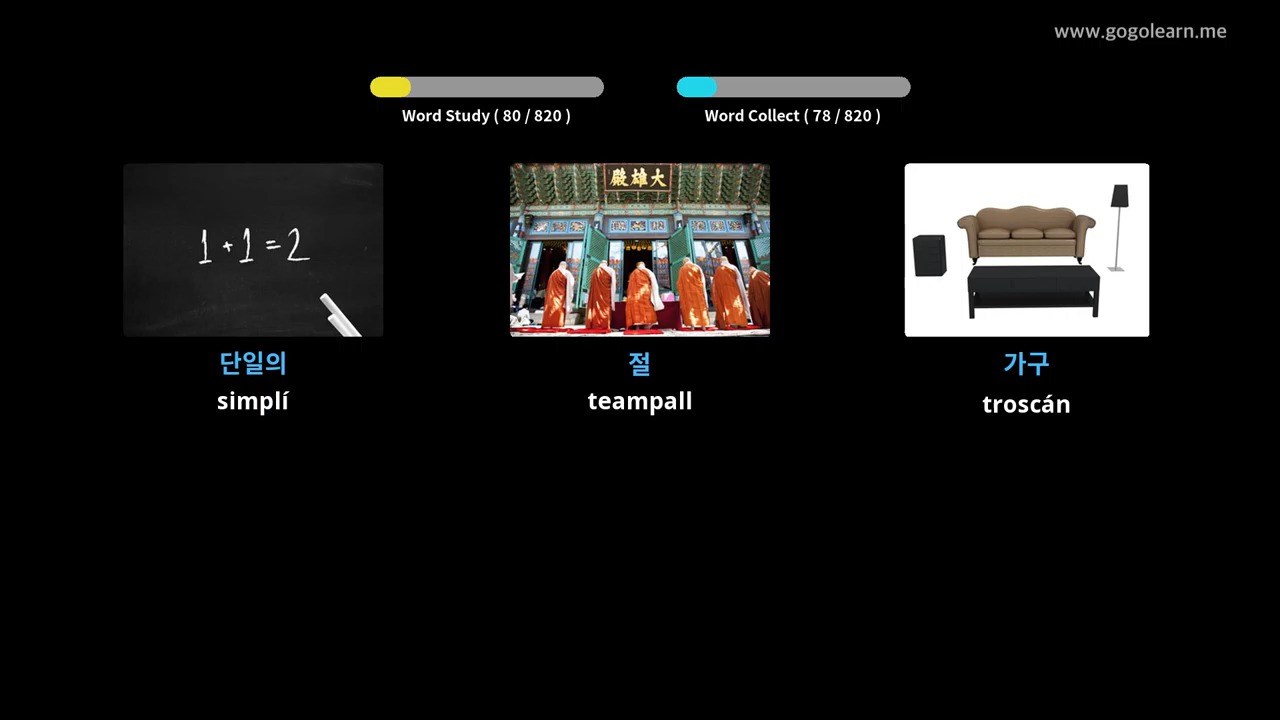 www.gogolearn.me
Word Study ( 80 / 820 )
Word Collect ( 78 / 820 )
1 + 1 = 2
殿雄大
단일의
절
가구
simplí
teampall
troscán